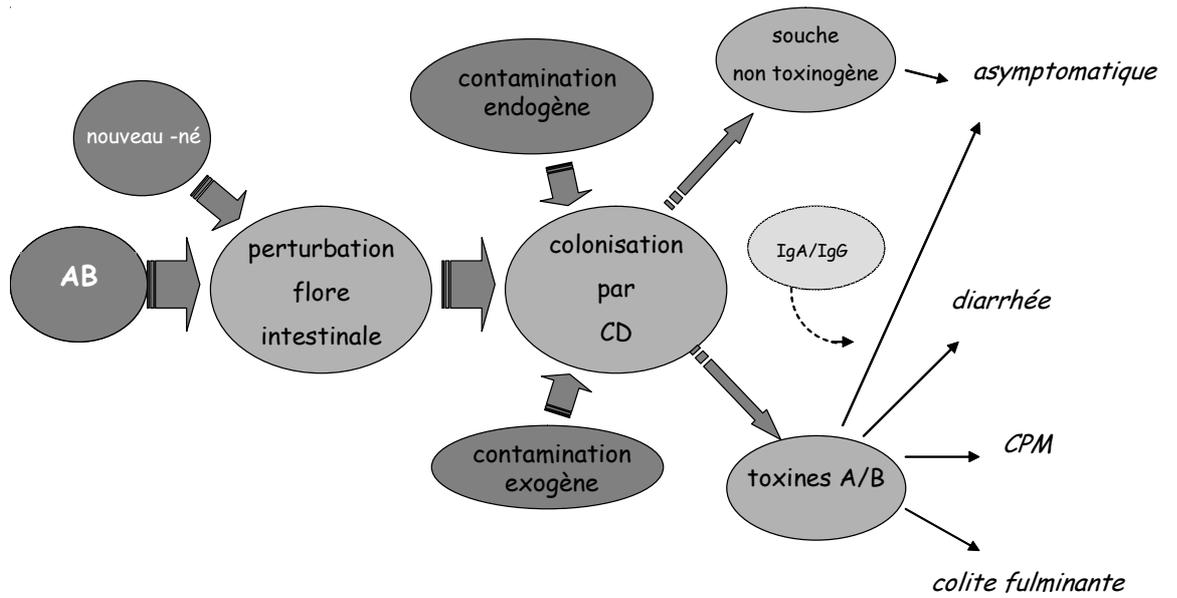 souche
non toxinogène
asymptomatique
contamination
endogène
nouveau -né
AB
perturbation
flore
intestinale
colonisation
par
CD
IgA/IgG
diarrhée
contamination
exogène
toxines A/B
CPM
colite fulminante